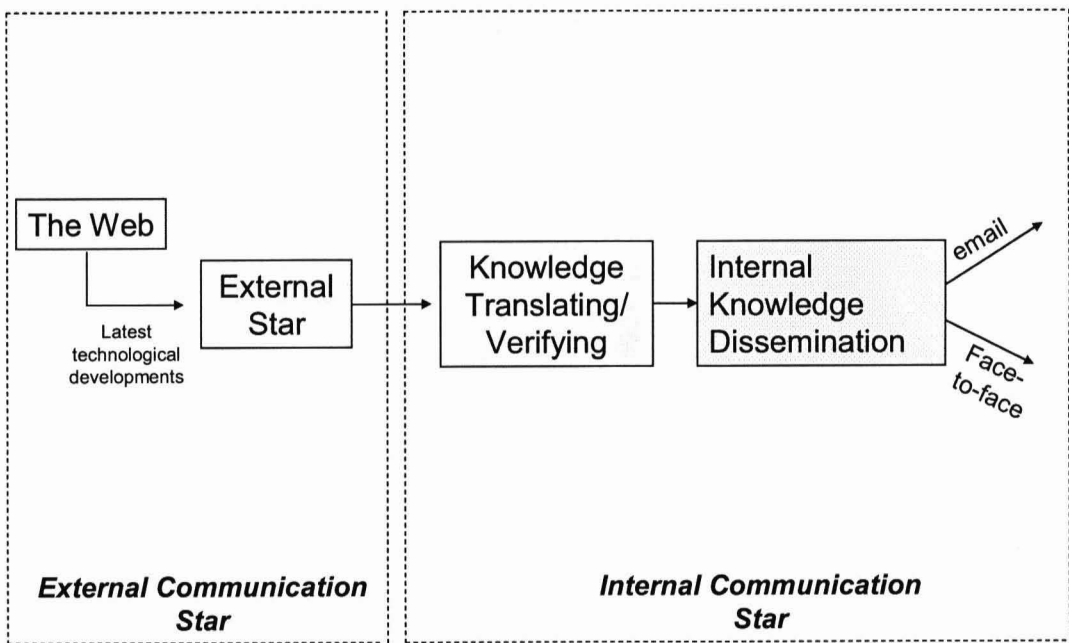 The Web
Latest
technological
developments
External
Star
Knowledge
Translating/
Verifying
Internal
Knowledge
Dissemination
email
Face-
to-face
External Communication
Star
Internal Communication
Star